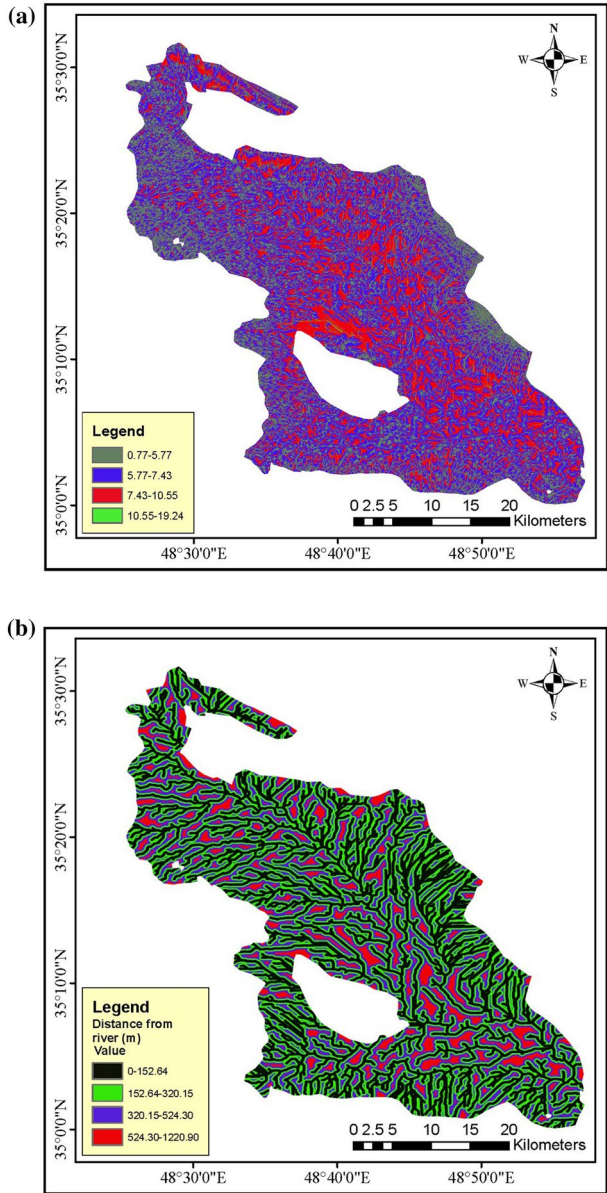 (a)
N
W E
S
35°30'0"N
35°20'0"N
35°10'0"N
35°0'0"N
Legend
0.77-5.77
5.77-7.43
7.43-10.55
10.55-19.24
0 2.5 5 10 15 20
Kilometers
48°30'0"E 48°40'0"E 48°50'0"E
(b)
N
W E
S
35°30'0"N
35°20'0"N
35°10'0"N
35°0'0"N
Legend
Distance from
river (m)
Value
0-152.64
152.64-320.15
320.15-524.30
524.30-1220.90
0 2.5 5 10 15 20
Kilometers
48°30'0"E 48°40'0"E 48°50'0"E